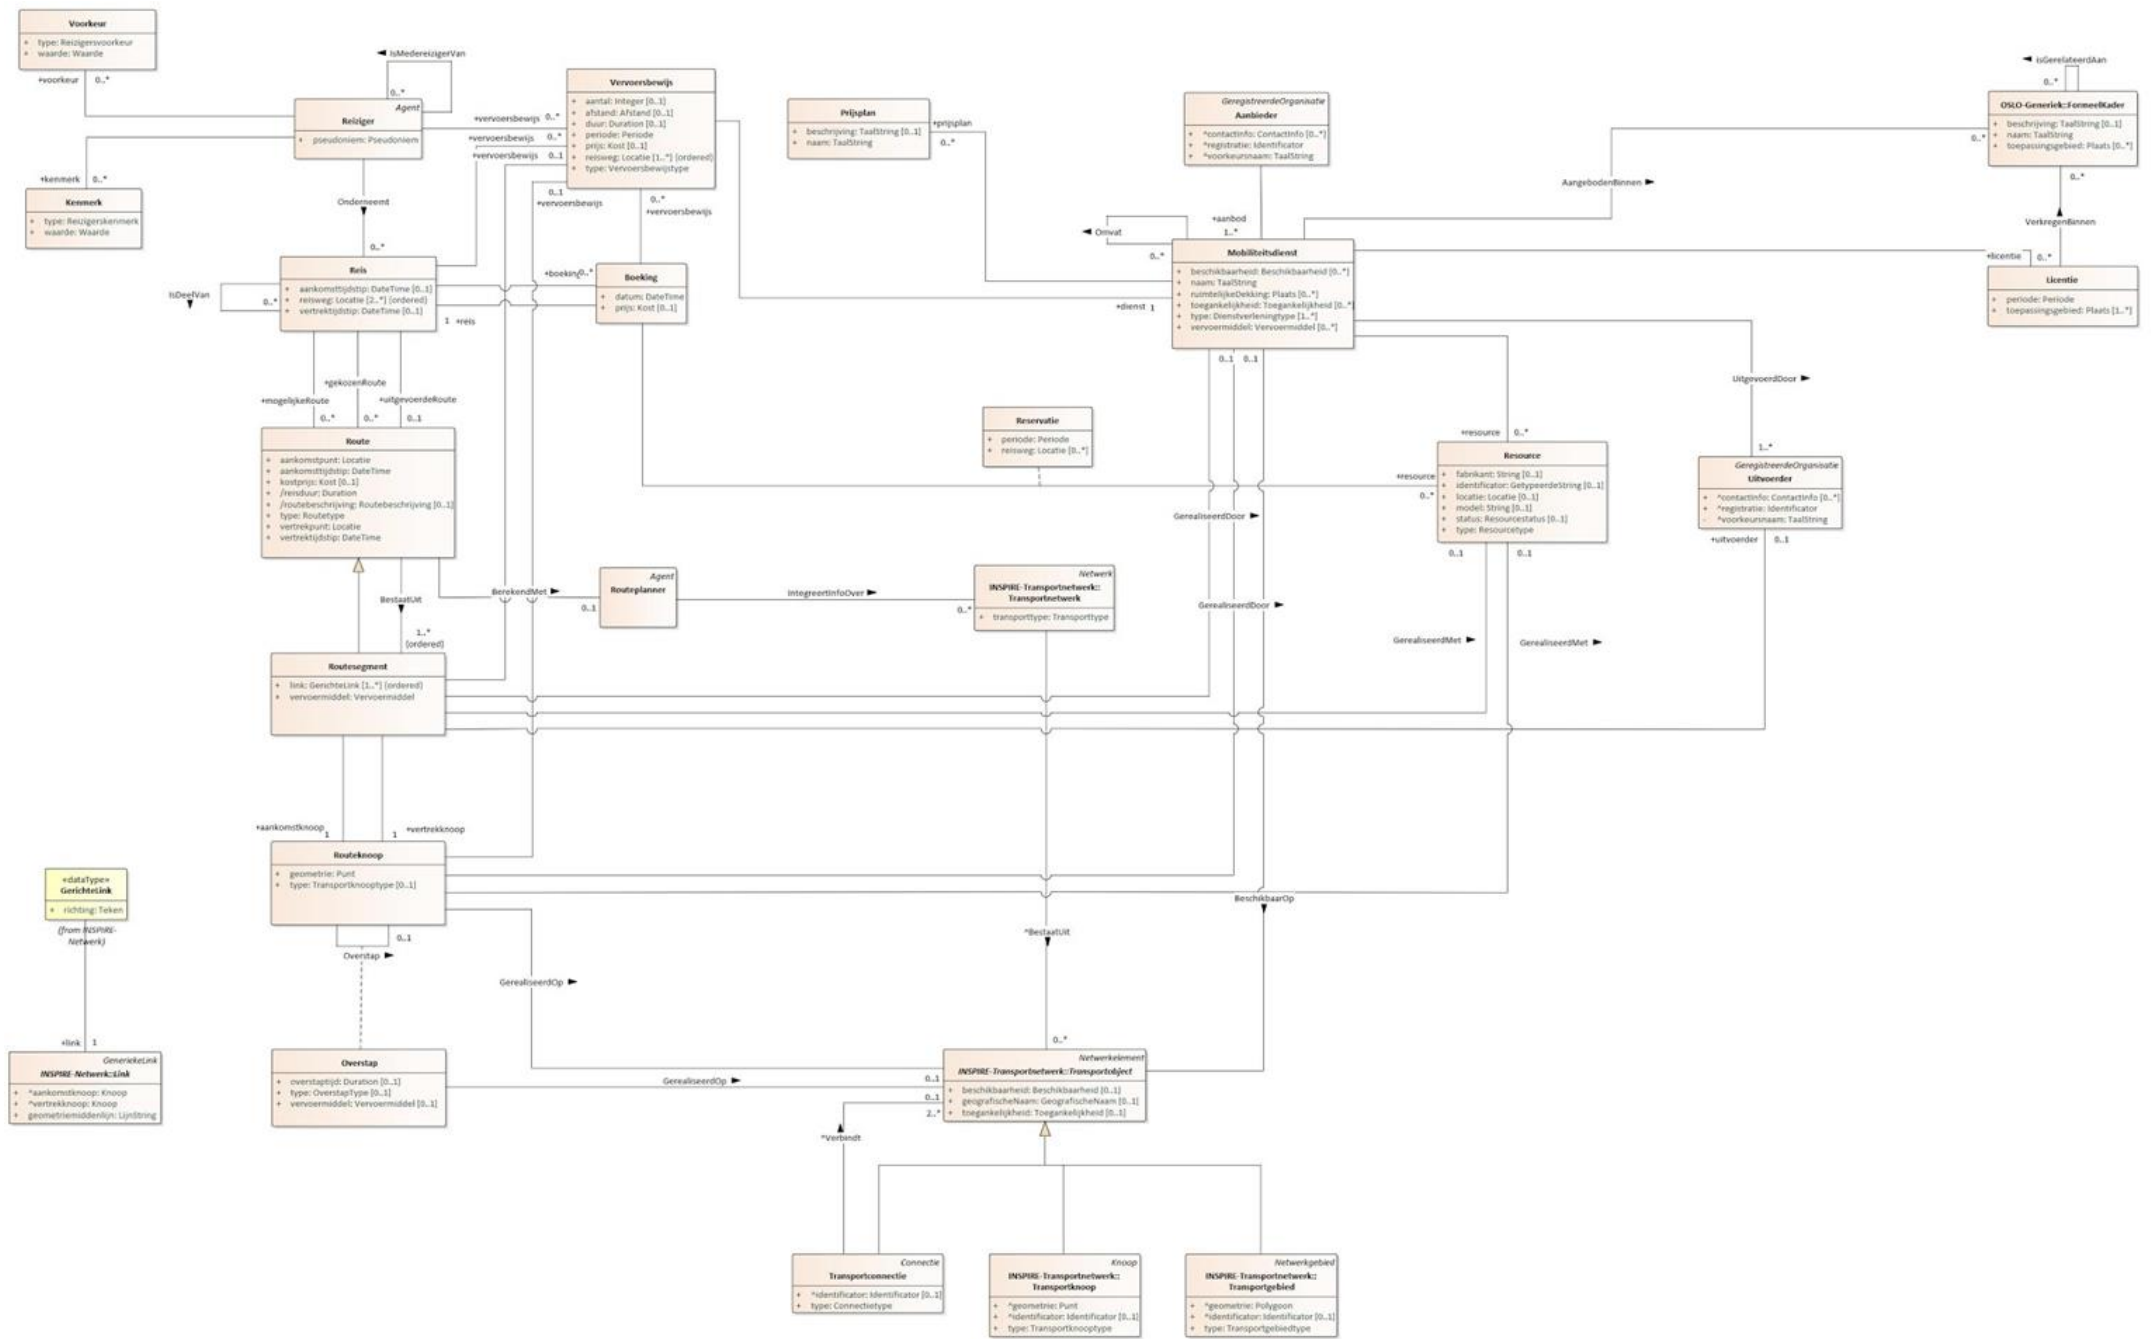 Voorkeur
+ type: Reizigersvoorkeur
+ waarde: Waarde
+voorkeur 0..*
◄ IsMedereizigerVan
0..*
Agent
Reiziger
+ pseudoniem: Pseudoniem
+kenmerk 0..*
Kenmerk
+ type: Reizigerskenmerk
+ waarde: Waarde
Onderneemt
0..*
+vervoersbewijs 0..*
+vervoersbewijs 0..*
+vervoersbewijs 0..1
Vervoersbewijs
+ aantal: Integer [0..1]
+ afstand: Afstand [0..1]
+ duur: Duration [0..1]
+ periode: Periode
+ prijs: Kost [0..1]
+ reisweg: Locatie [1..*] {ordered}
+ type: Vervoersbewijstype
0..1
+vervoersbewijs
0..*
+vervoersbewijs
Prijsplan
+ beschrijving: TaalString [0..1]
+ naam: TaalString
+prijsplan
0..*
GeregistreerdeOrganisatie
Aanbieder
+ ^contactinfo: ContactInfo [0..*]
+ ^registratie: Identificator
+ ^voorkeursnaam: TaalString
◄ isGerelateerdAan
0..*
OSLO-Generiek::FormeelKader
+ beschrijving: TaalString [0..1]
+ naam: TaalString
+ toepassingsgebied: Plaats [0..*]
0..*
AangebodenBinnen ►
0..*
VerkregenBinnen
+licentie 0..*
Licentie
+ periode: Periode
+ toepassingsgebied: Plaats [1..*]
+aanbod
1..*
◄ Omvat
0..*
Mobiliteitsdienst
+ beschikbaarheid: Beschikbaarheid [0..*]
+ naam: TaalString
+ ruimtelijkeDekking: Plaats [0..*]
+ toegankelijkheid: Toegankelijkheid [0..*]
+ type: Dienstverleningtype [1..*]
+ vervoermiddel: Vervoermiddel [0..*]
+dienst 1
0..1 0..1
Reis
+ aankomsttijdstip: DateTime [0..1]
+ reisweg: Locatie [2..*] {ordered}
+ vertrektijdstip: DateTime [0..1]
IsDeelVan
0..*
+boeking 0..*
1 +reis
Boeking
+ datum: DateTime
+ prijs: Kost [0..1]
+gekozenRoute
+mogelijkeRoute
+uitgevoerdeRoute
0..* 0..* 0..1
Route
+ aankomstpunt: Locatie
+ aankomsttijdstip: DateTime
+ kostprijs: Kost [0..1]
+ /reisduur: Duration
+ /routebeschrijving: Routebeschrijving [0..1]
+ type: Routetype
+ vertrekpunt: Locatie
+ vertrektijdstip: DateTime
Reservatie
+ periode: Periode
+ reisweg: Locatie [0..*]
+resource 0..*
+resource
0..*
Resource
+ fabrikant: String [0..1]
+ identificator: GetypeerdeString [0..1]
+ locatie: Locatie [0..1]
+ model: String [0..1]
+ status: Resourcestatus [0..1]
+ type: Resourcetype
0..1 0..1
UitgevoerdDoor ►
1..*
GeregistreerdeOrganisatie
Uitvoerder
+ ^contactinfo: ContactInfo [0..*]
+ ^registratie: Identificator
- ^voorkeursnaam: TaalString
+uitvoerder 0..1
GerealiseerdDoor ►
GerealiseerdDoor ►
GerealiseerdMet ►
GerealiseerdMet ►
BestaatUit
1..*
{ordered}
BerekendMet ►
0..1
Agent
Routeplanner
IntegreertInfoOver ►
0..*
Netwerk
INSPIRE-Transportnetwerk::
Transportnetwerk
+ transporttype: Transporttype
Routesegment
+ link: GerichteLink [1..*] {ordered}
+ vervoermiddel: Vervoermiddel
+aankomstknoop 1
1 +vertrekknoop
Routeknoop
+ geometrie: Punt
+ type: Transportknooptype [0..1]
0..1
Overstap ►
«dataType»
GerichteLink
+ richting: Teken
(from INSPIRE-
Netwerk)
+link 1
GeneriekeLink
INSPIRE-Netwerk::Link
+ ^aankomstknoop: Knoop
+ ^vertrekknoop: Knoop
+ geometriemiddenlijn: LijnString
BeschikbaarOp
^BestaatUit
0..*
GerealiseerdOp ►
Overstap
+ overstaptijd: Duration [0..1]
+ type: OverstapType [0..1]
+ vervoermiddel: Vervoermiddel [0..1]
GerealiseerdOp ►
0..1
0..1
2..*
Netwerkelement
INSPIRE-Transportnetwerk::Transportobject
+ beschikbaarheid: Beschikbaarheid [0..1]
+ geografischeNaam: GeografischeNaam [0..1]
+ toegankelijkheid: Toegankelijkheid [0..1]
^Verbindt
Connectie
Transportconnectie
+ ^identificator: Identificator [0..1]
+ type: Connectietype
Knoop
INSPIRE-Transportnetwerk::
Transportknoop
+ ^geometrie: Punt
+ ^identificator: Identificator [0..1]
+ type: Transportknooptype
Netwerkgebied
INSPIRE-Transportnetwerk::
Transportgebied
+ ^geometrie: Polygoon
+ ^identificator: Identificator [0..1]
+ type: Transportgebiedtype